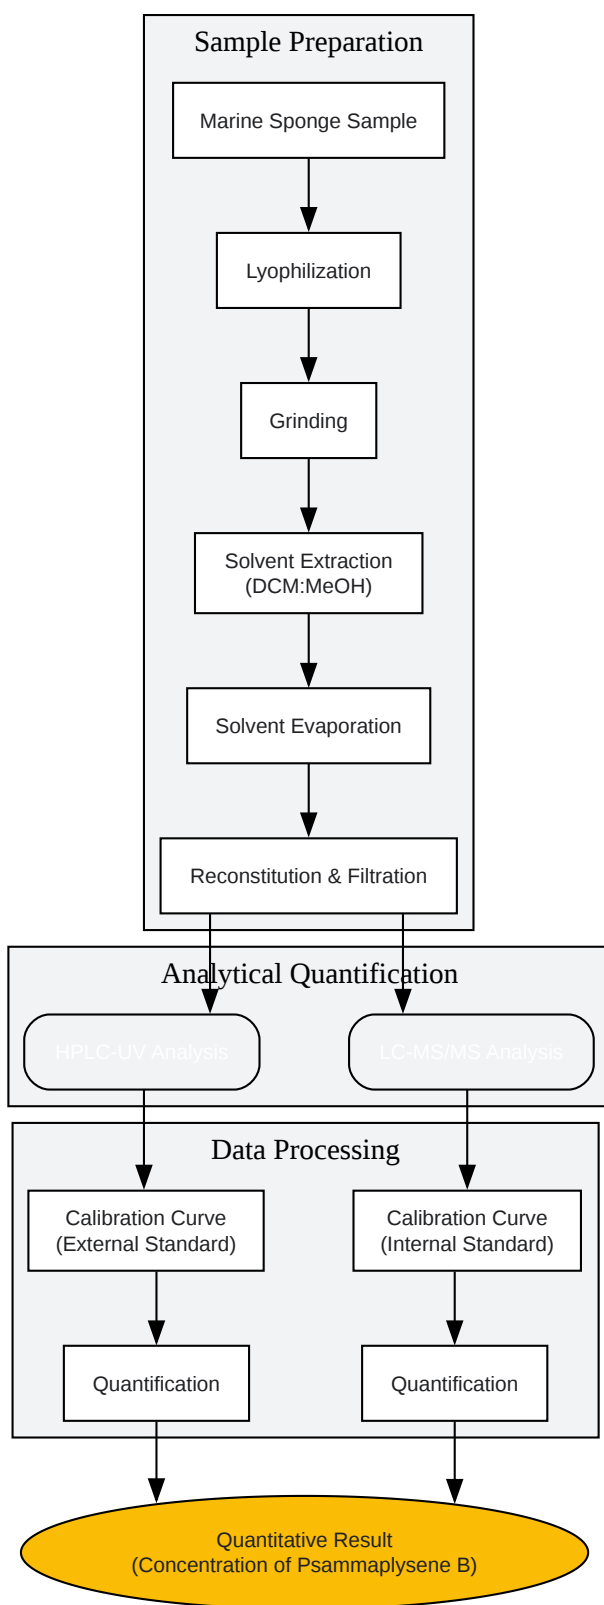 Sample Preparation
Marine Sponge Sample
Lyophilization
Grinding
Solvent Extraction
(DCM:MeOH)
Solvent Evaporation
Reconstitution & Filtration
Analytical Quantification
HPLC-UV Analysis
LC-MS/MS Analysis
Data Processing
Calibration Curve
(External Standard)
Calibration Curve
(Internal Standard)
Quantification
Quantification
Quantitative Result
(Concentration of Psammaplysene B)